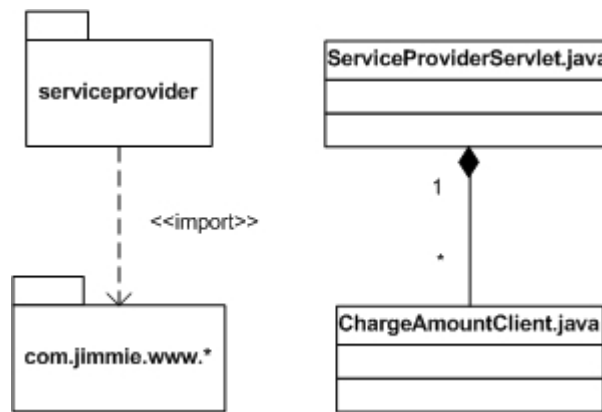 serviceprovider
<<import>>
com.jimmie.www.*
ServiceProviderServlet.java
1
*
ChargeAmountClient.java